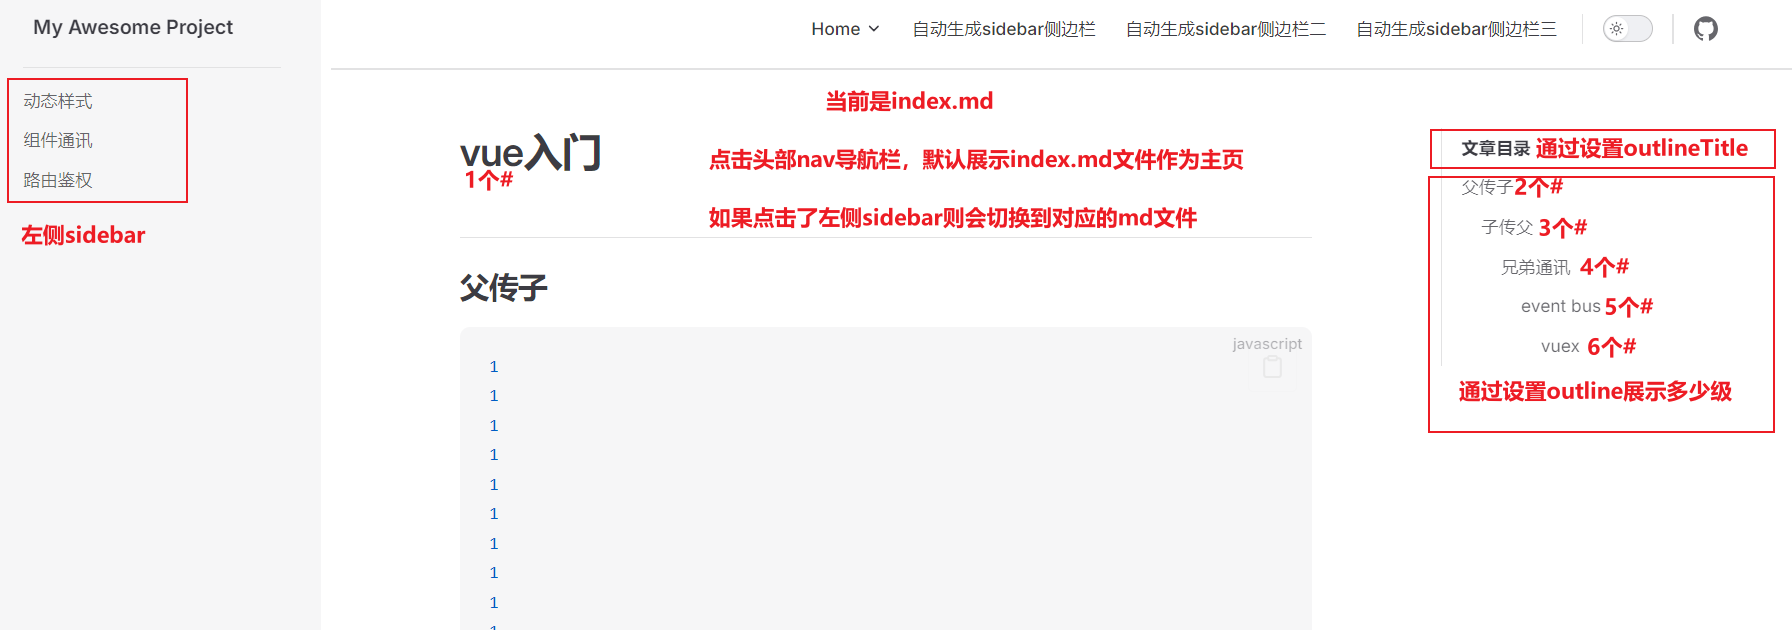 My Awesome Project
Home 自动生成sidebar侧边栏 自动生成sidebar侧边栏二 自动生成sidebar侧边栏三
动态样式
组件通讯
路由鉴权
左侧sidebar
当前是index.md
vue入门
1个#
点击头部nav导航栏，默认展示index.md文件作为主页
如果点击了左侧sidebar则会切换到对应的md文件
父传子
javascript
1
1
1
1
1
1
1
1
1
1
文章目录 通过设置outlineTitle
父传子2个#
子传父 3个#
兄弟通讯 4个#
event bus 5个#
vuex 6个#
通过设置outline展示多少级